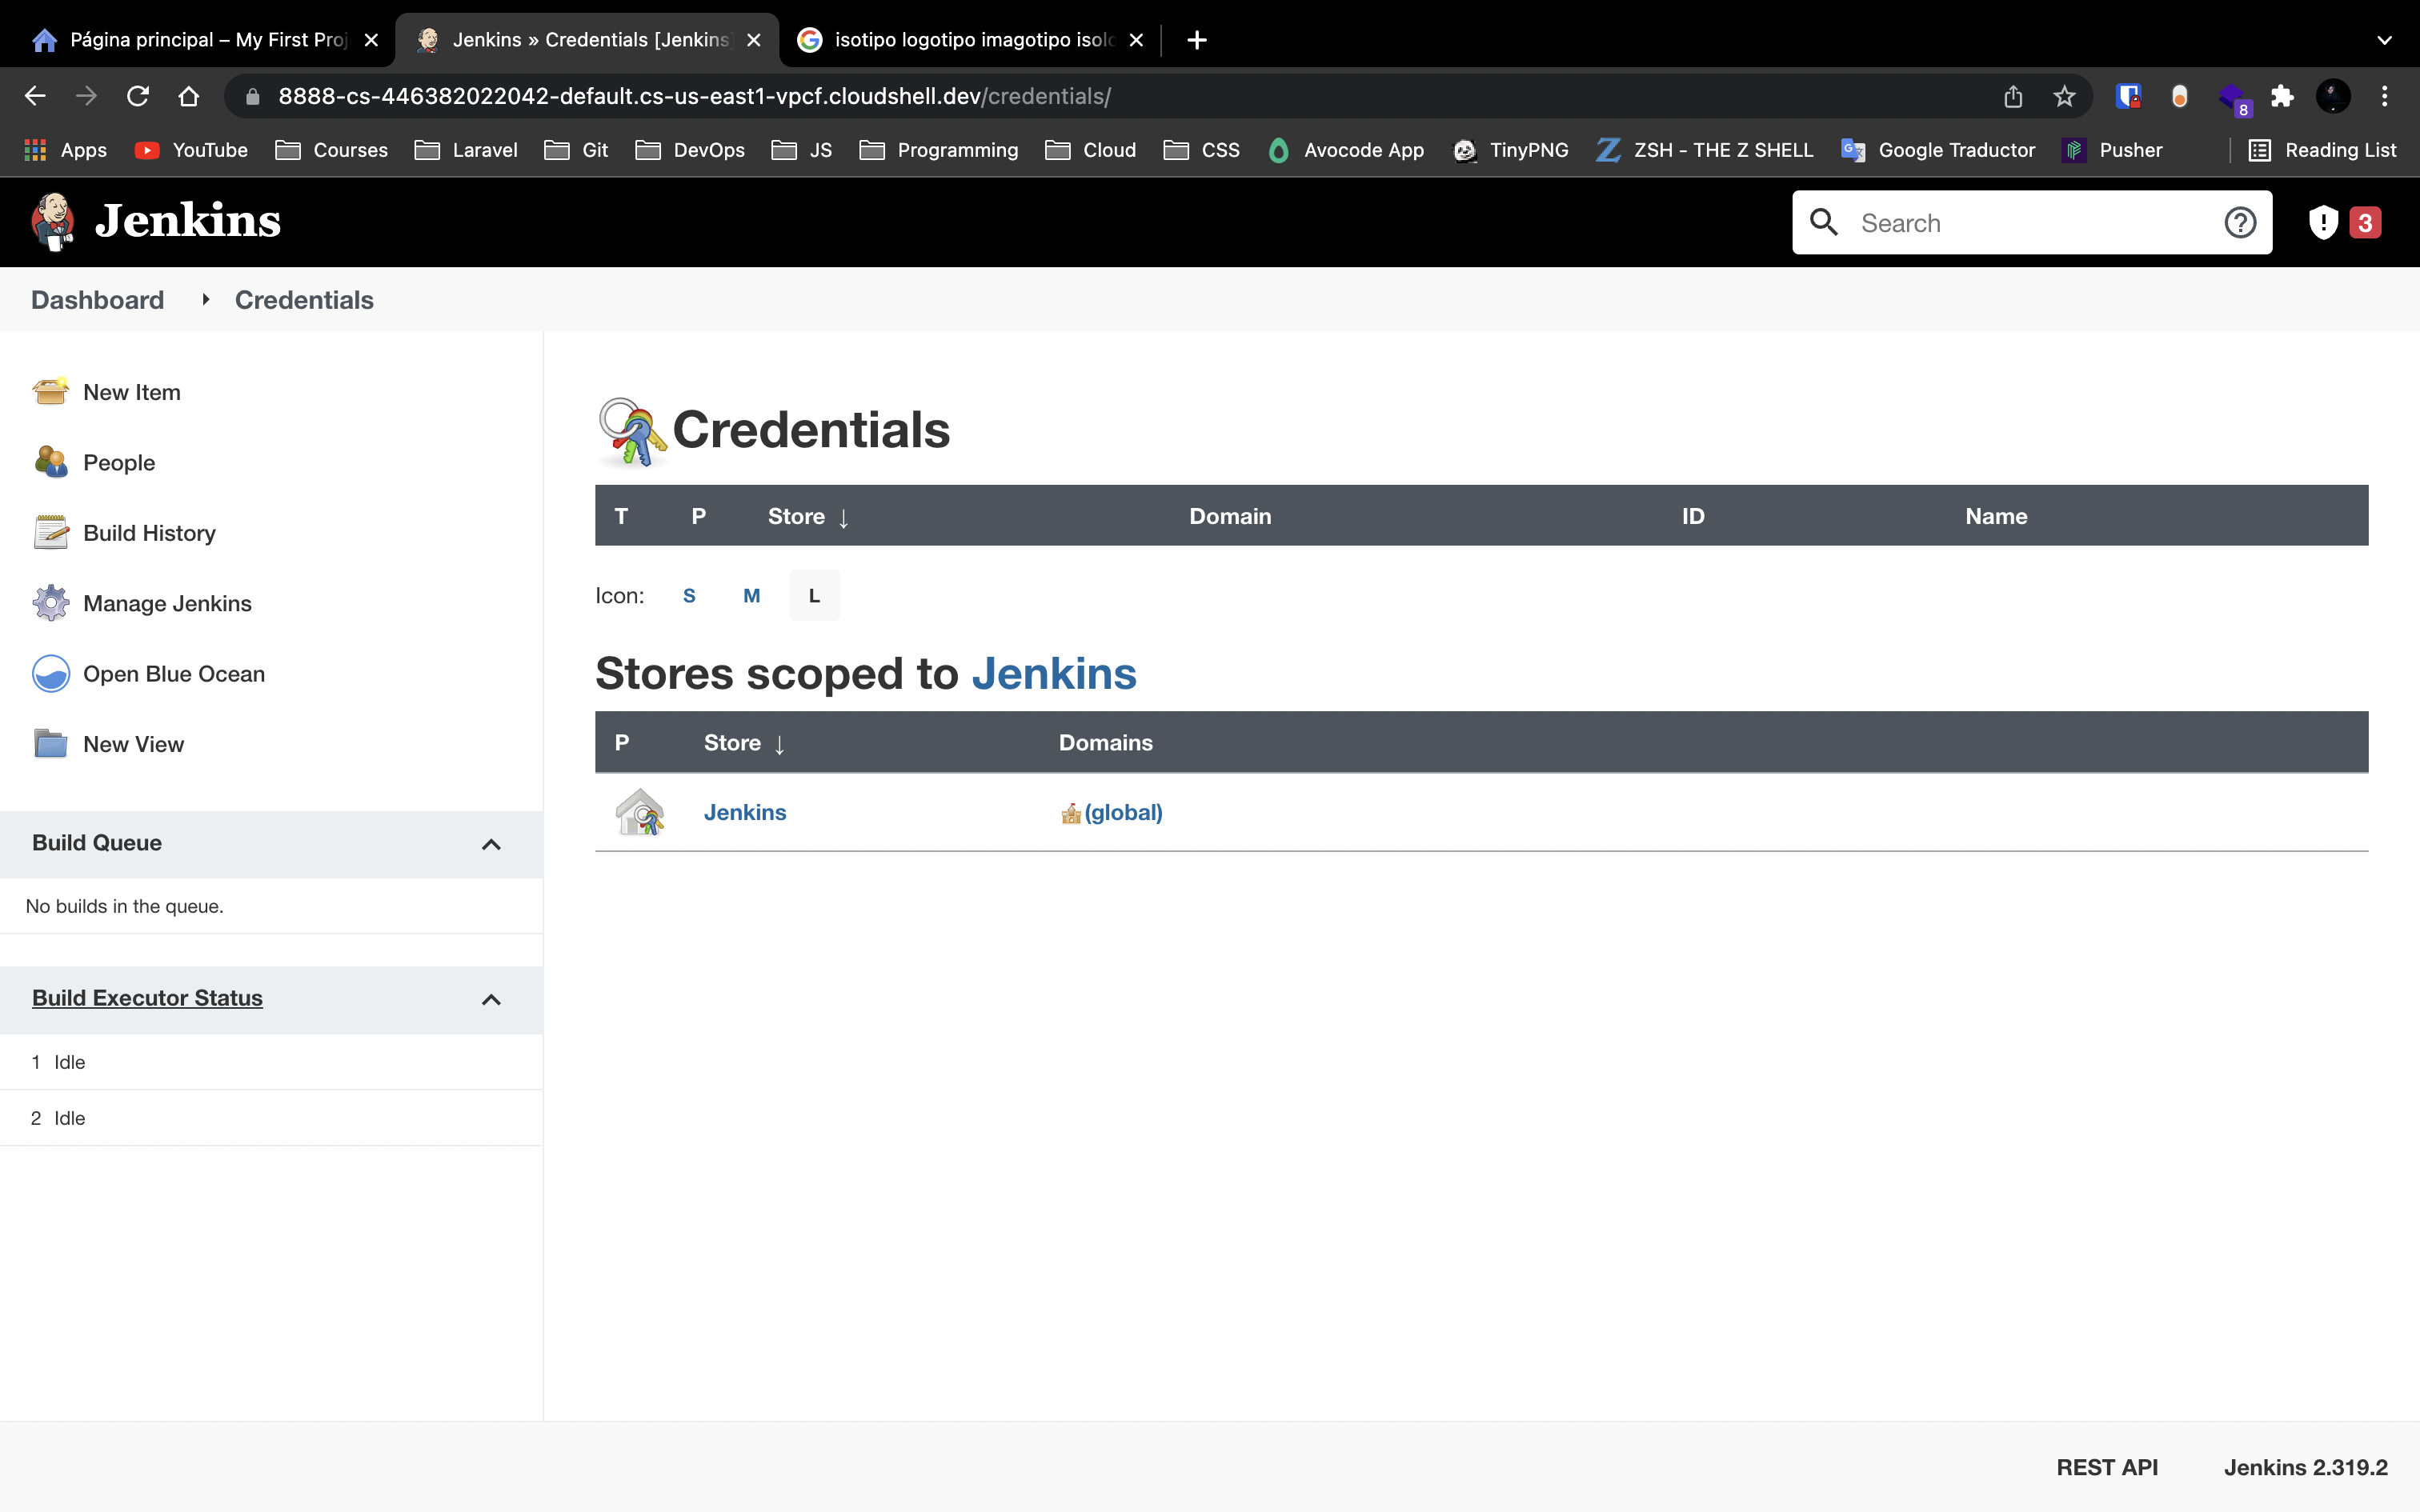 Página principal – My First Proj
Jenkins » Credentials [Jenkins]
isotipo logotipo imagotipo isolo
8888-cs-446382022042-default.cs-us-east1-vpcf.cloudshell.dev/credentials/
8
Apps YouTube Courses Laravel Git DevOps JS Programming Cloud CSS Avocode App TinyPNG ZSH - THE Z SHELL Google Traductor Pusher Reading List
Jenkins
Search
3
Dashboard Credentials
New Item
People
Build History
Manage Jenkins
Open Blue Ocean
New View
Build Queue
No builds in the queue.
Build Executor Status
1 Idle
2 Idle
Credentials
T P Store ↓ Domain ID Name
Icon: S M L
Stores scoped to Jenkins
P Store ↓ Domains
Jenkins (global)
REST API Jenkins 2.319.2